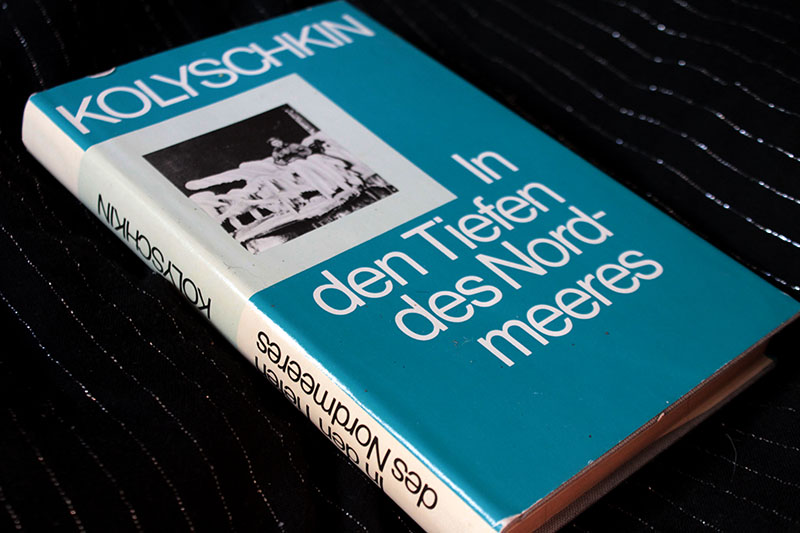 KOLYSCHKIN
In
den Tiefen
des Nord-
meeres
KOLYSCHKIN
In den Tiefen
des Nordmeeres